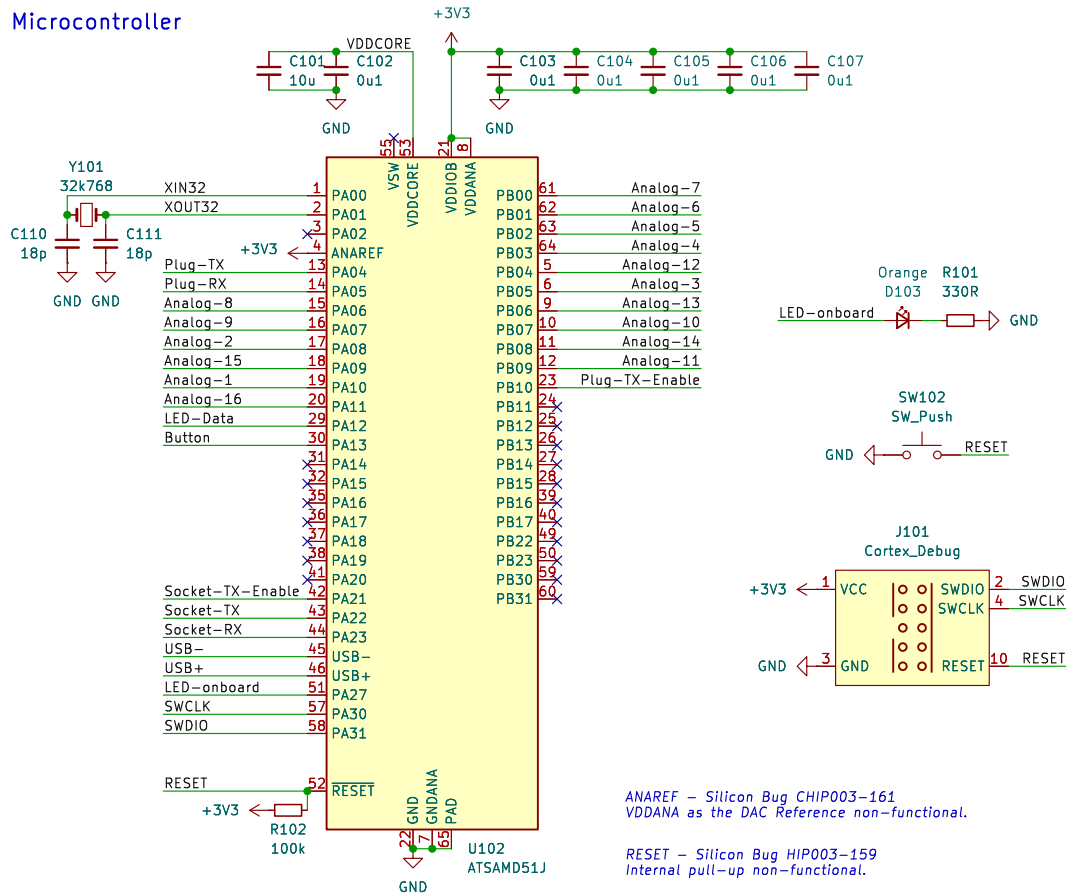 Microcontroller
+3V3
VDDCORE
C101
10u
C102
0u1
C103
0u1
C104
0u1
C105
0u1
C106
0u1
C107
0u1
GND
GND
55
53
21
8
VSW
VDDCORE
VDDIOB
VDDANA
Y101
32k768
XIN32
1
PA00
XOUT32
2
PA01
3
PA02
C110
18p
C111
18p
GND
GND
+3V3
4
ANAREF
Plug-TX
13
PA04
Plug-RX
14
PA05
Analog-8
15
PA06
Analog-9
16
PA07
Analog-2
17
PA08
Analog-15
18
PA09
Analog-1
19
PA10
Analog-16
20
PA11
LED-Data
29
PA12
Button
30
PA13
31
PA14
32
PA15
35
PA16
36
PA17
37
PA18
38
PA19
41
PA20
Socket-TX-Enable
42
PA21
Socket-TX
43
PA22
Socket-RX
44
PA23
USB-
45
USB-
USB+
46
USB+
LED-onboard
51
PA27
SWCLK
57
PA30
SWDIO
58
PA31
RESET
52
RESET
+3V3
R102
100k
PB00
61
Analog-7
PB01
62
Analog-6
PB02
63
Analog-5
PB03
64
Analog-4
PB04
5
Analog-12
PB05
6
Analog-3
PB06
9
Analog-13
PB07
10
Analog-10
PB08
11
Analog-14
PB09
12
Analog-11
PB10
23
Plug-TX-Enable
PB11
24
PB12
25
PB13
26
PB14
27
PB15
28
PB16
39
PB17
40
PB22
49
PB23
50
PB30
59
PB31
60
GND
GNDANA
PAD
22
7
65
GND
U102
ATSAMD51J
Orange
D103
R101
330R
LED-onboard
GND
SW102
SW_Push
GND
RESET
J101
Cortex_Debug
+3V3
1
VCC
SWDIO
2
SWDIO
SWCLK
4
SWCLK
GND
3
GND
RESET
10
RESET
ANAREF - Silicon Bug CHIP003-161
VDDANA as the DAC Reference non-functional.
RESET - Silicon Bug HIP003-159
Internal pull-up non-functional.